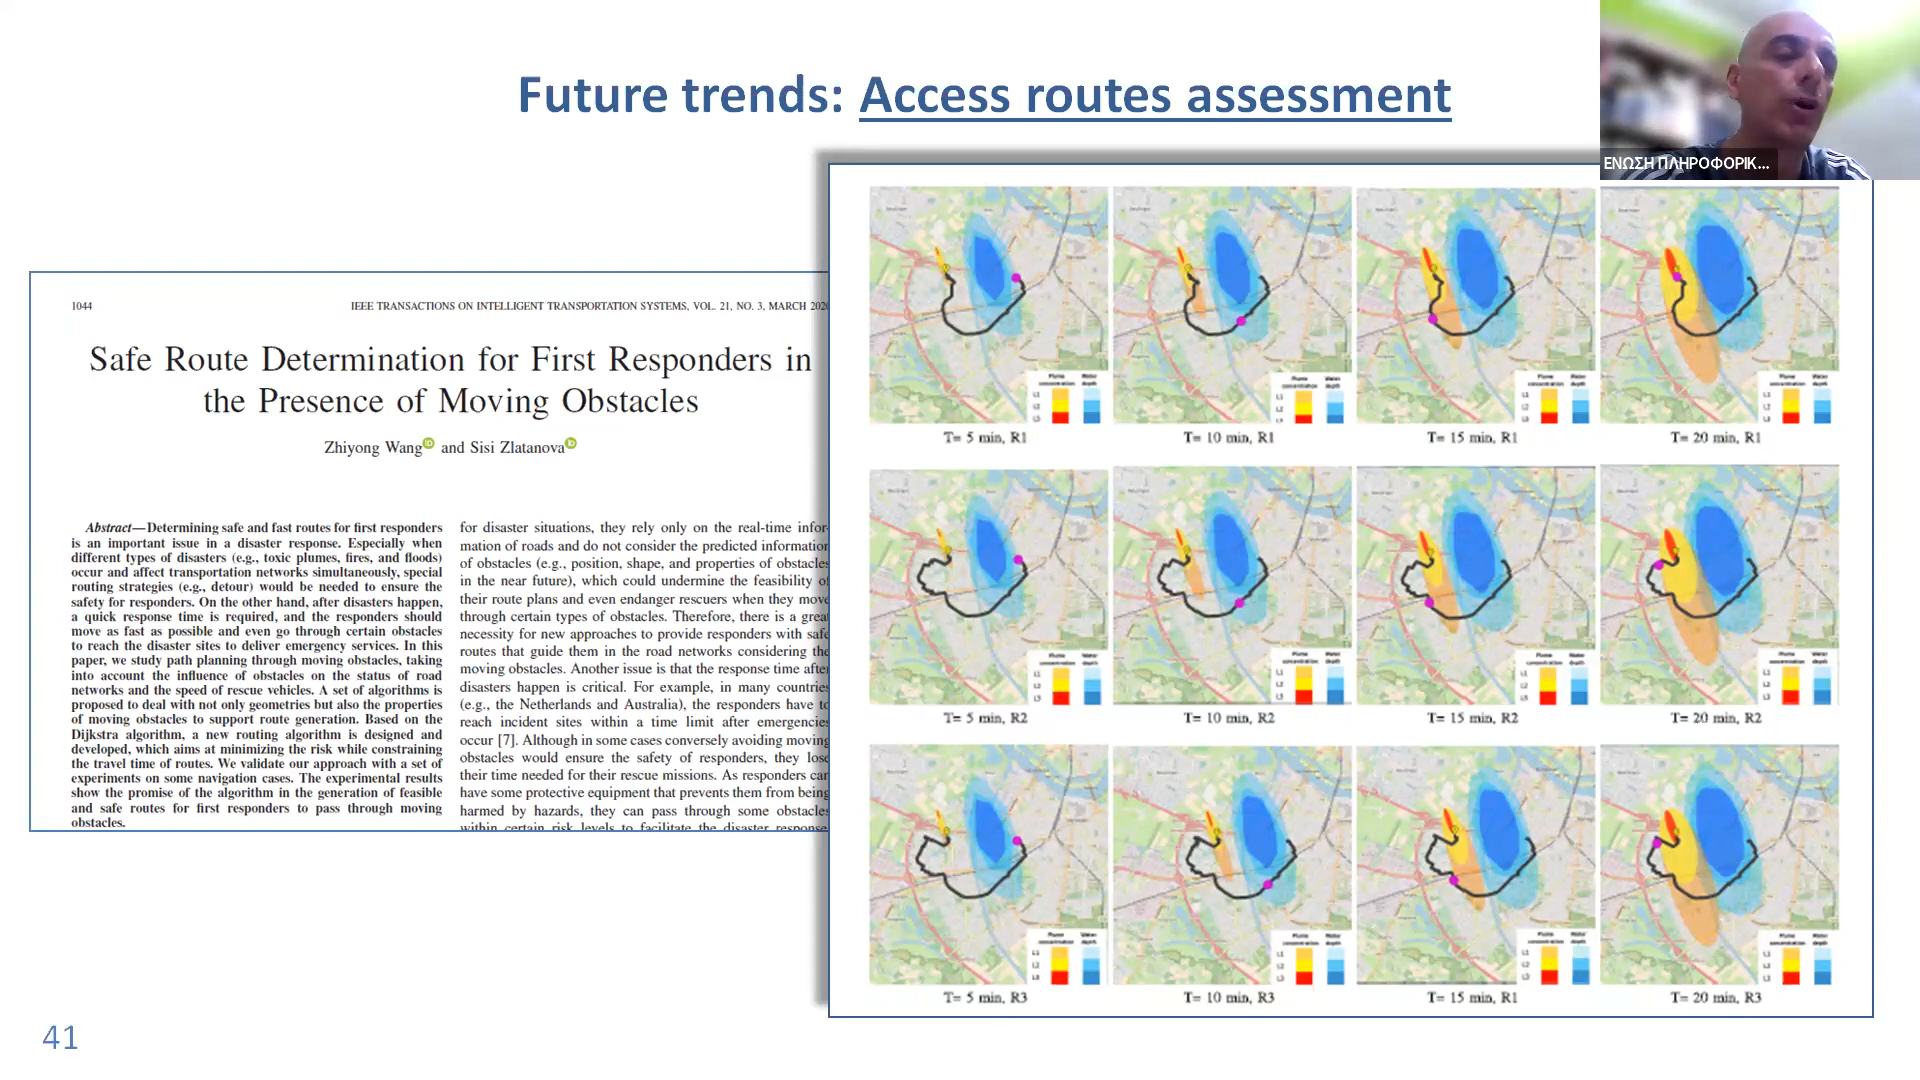 Future trends: Access routes assessment
ΕΝΩΣΗ ΠΛΗΡΟΦΟΡΙΚ...
1044
IEEE TRANSACTIONS ON INTELLIGENT TRANSPORTATION SYSTEMS, VOL. 21, NO. 3, MARCH 2020
Safe Route Determination for First Responders in
the Presence of Moving Obstacles
Zhiyong Wang and Sisi Zlatanova
Abstract—Determining safe and fast routes for first responders
is an important issue in a disaster response. Especially when
different types of disasters (e.g., toxic plumes, fires, and floods)
occur and affect transportation networks simultaneously, special
routing strategies (e.g., detour) would be needed to ensure the
safety for responders. On the other hand, after disasters happen,
a quick response time is required, and the responders should
move as fast as possible and even go through certain obstacles
to reach the disaster sites to deliver emergency services. In this
paper, we study path planning through moving obstacles, taking
into account the influence of obstacles on the status of road
networks and the speed of rescue vehicles. A set of algorithms is
proposed to deal with not only geometries but also the properties
of moving obstacles to support route generation. Based on the
Dijkstra algorithm, a new routing algorithm is designed and
developed, which aims at minimizing the risk while constraining
the travel time of routes. We validate our approach with a set of
experiments on some navigation cases. The experimental results
show the promise of the algorithm in the generation of feasible
and safe routes for first responders to pass through moving
obstacles.
for disaster situations, they rely only on the real-time infor-
mation of roads and do not consider the predicted information
of obstacles (e.g., position, shape, and properties of obstacles
in the near future), which could undermine the feasibility of
their route plans and even endanger rescuers when they move
through certain types of obstacles. Therefore, there is a great
necessity for new approaches to provide responders with safe
routes that guide them in the road networks considering the
moving obstacles. Another issue is that the response time after
disasters happen is critical. For example, in many countries
(e.g., the Netherlands and Australia), the responders have to
reach incident sites within a time limit after emergencies
occur [7]. Although in some cases conversely avoiding moving
obstacles would ensure the safety of responders, they lose
their time needed for their rescue missions. As responders can
have some protective equipment that prevents them from being
harmed by hazards, they can pass through some obstacles
within certain risk levels to facilitate the disaster response.
T= 5 min, R1
T= 10 min, R1
T= 15 min, R1
T= 20 min, R1
T= 5 min, R2
T= 10 min, R2
T= 15 min, R2
T= 20 min, R2
T= 5 min, R3
T= 10 min, R3
T= 15 min, R1
T= 20 min, R3
41